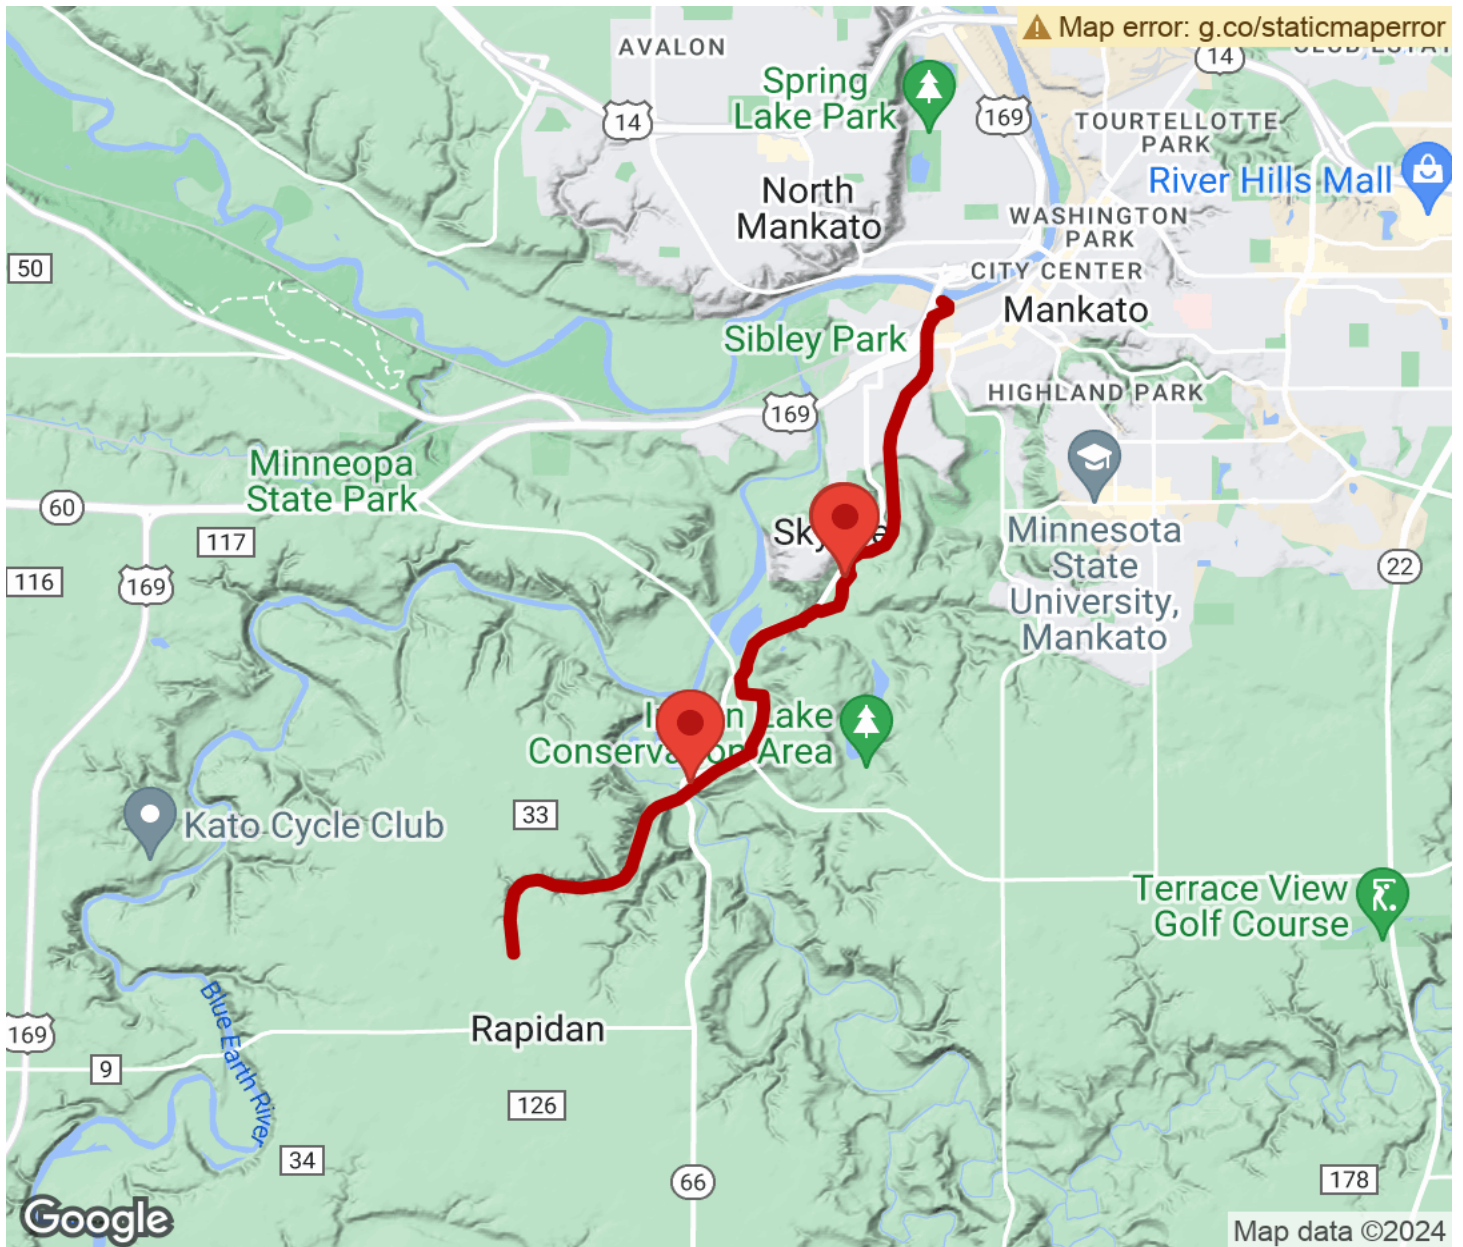 Map error: g.co/staticmaperror
AVALON
14
Spring
Lake Park
14
169
TOURTELLOTTE
PARK
River Hills Mall
North
Mankato
WASHINGTON
PARK
50
CITY CENTER
Mankato
Sibley Park
HIGHLAND PARK
169
Minneopa
State Park
60
117
Minnesota
State
University,
Mankato
116
169
22
Lake
Conservation Area
33
Kato Cycle Club
Terrace View
Golf Course
Blue Earth River
169
Rapidan
9
126
34
66
178
Google
Map data ©2024